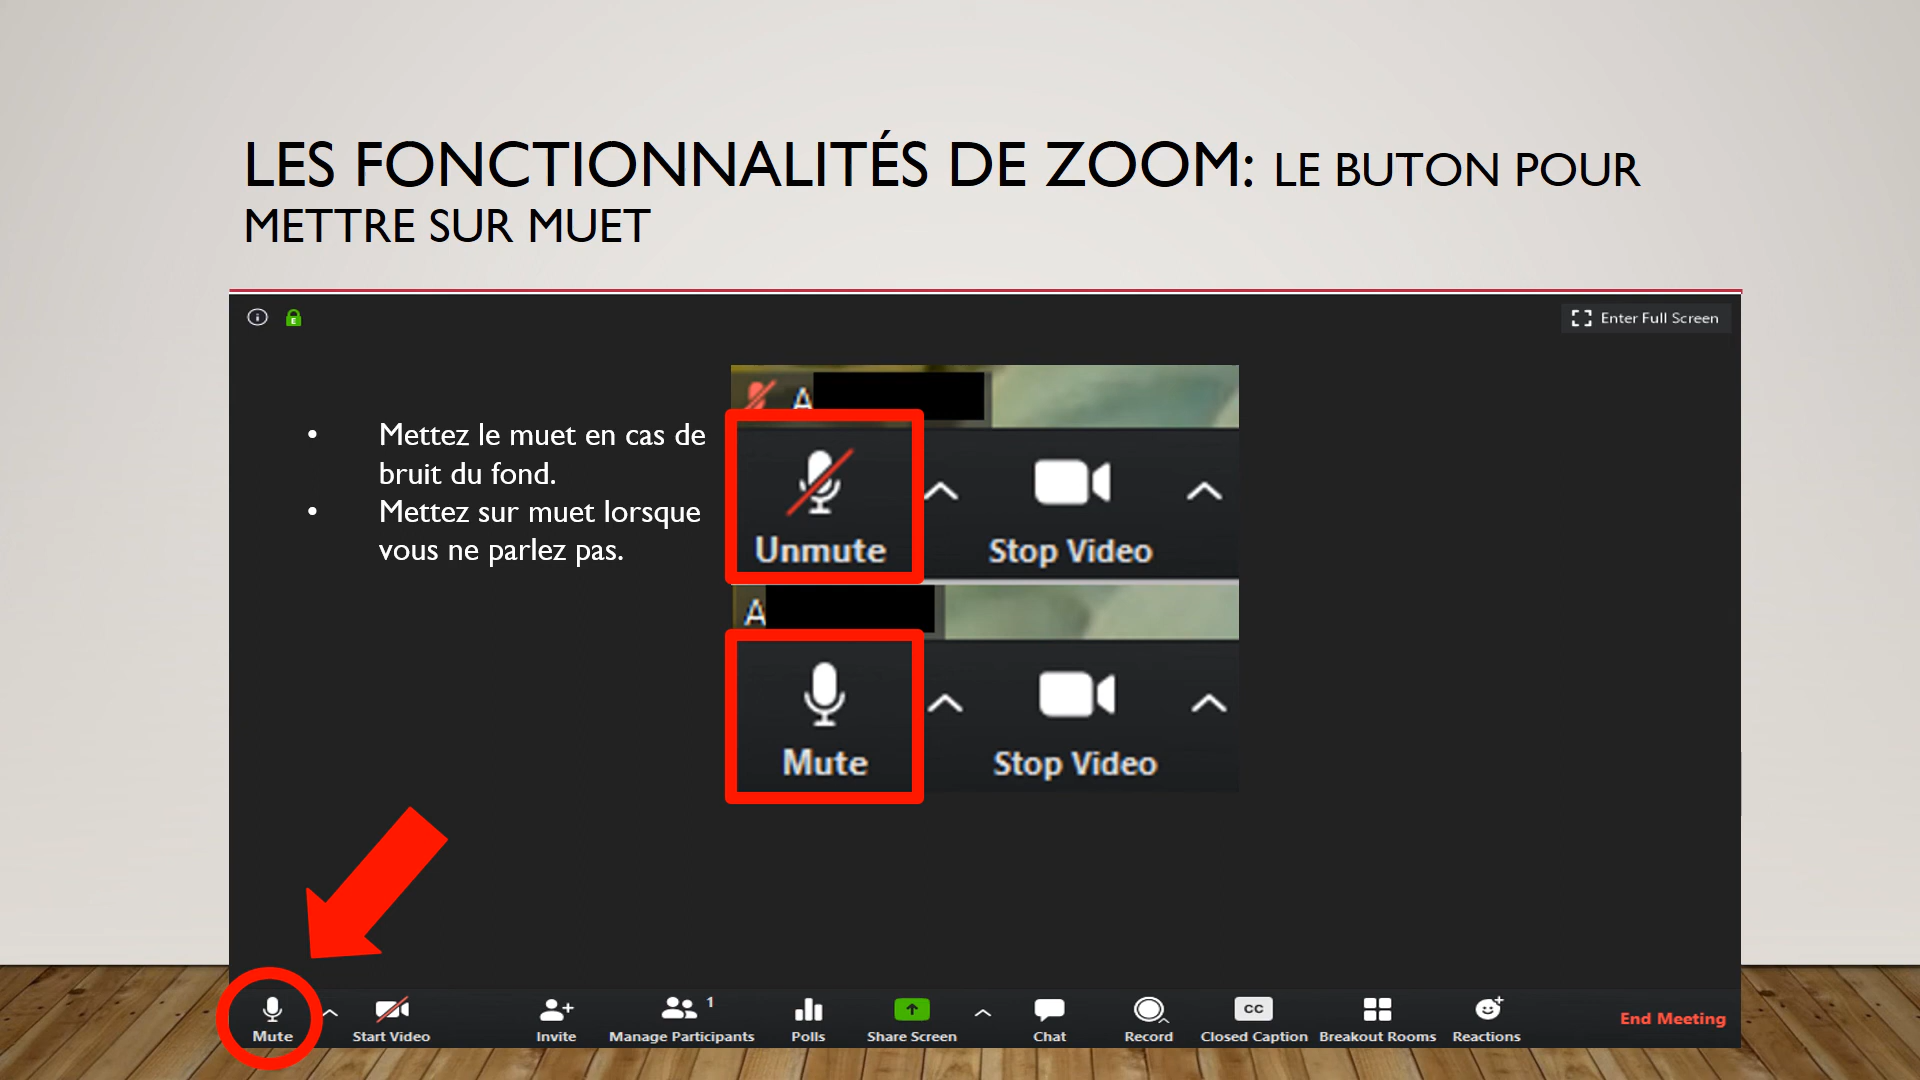 LES FONCTIONNALITÉS DE ZOOM: LE BUTON POUR
METTRE SUR MUET
Enter Full Screen
• Mettez le muet en cas de
bruit du fond.
• Mettez sur muet lorsque
vous ne parlez pas.
A
Unmute
Stop Video
A
Mute
Stop Video
Mute
Start Video
Invite
1
Manage Participants
Polls
Share Screen
Chat
Record
CC
Closed Caption
Breakout Rooms
Reactions
End Meeting